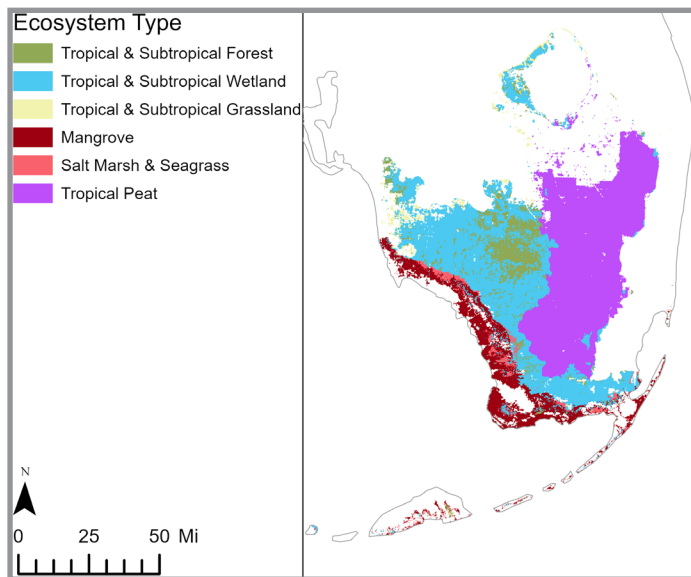 Ecosystem Type
Tropical & Subtropical Forest
Tropical & Subtropical Wetland
Tropical & Subtropical Grassland
Mangrove
Salt Marsh & Seagrass
Tropical Peat
N
0 25 50 Mi